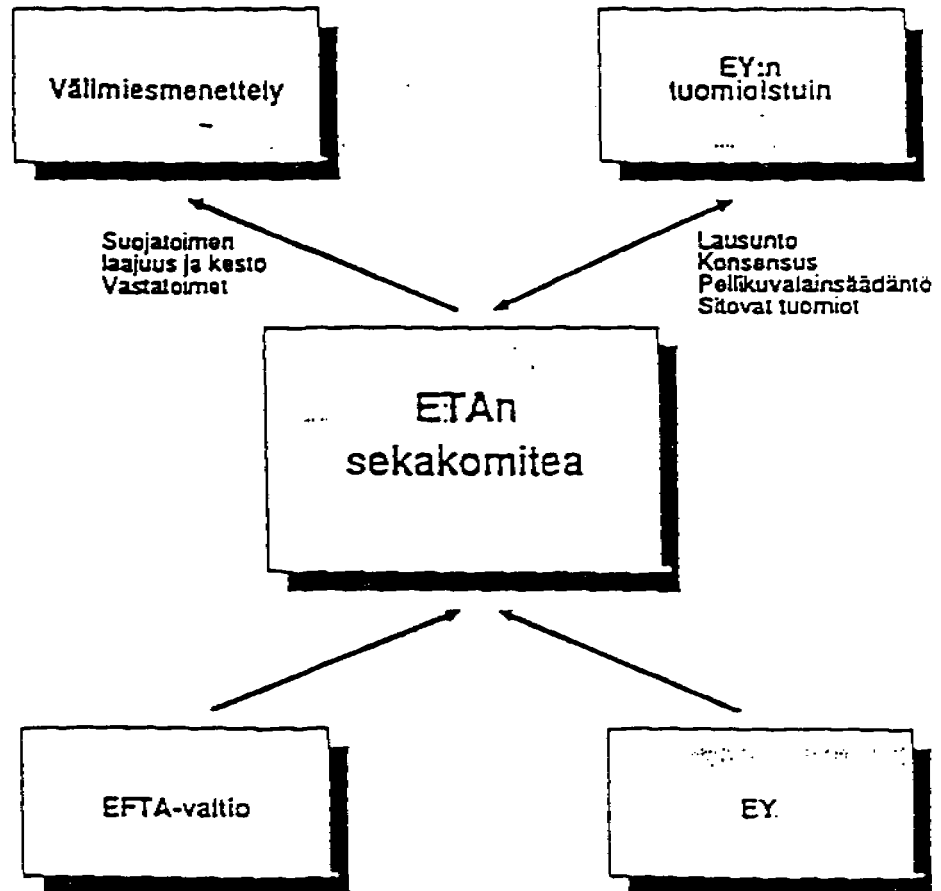 Välimiesmenettely
EY:n
tuomioistuin
Suojatoimen
laajuus ja kesto
Vastatoimet
Lausunto
Konsensus
Peilikuvalainsäädäntö
Sitovat tuomiot
ETAn
sekakomitea
EFTA-valtio
EY